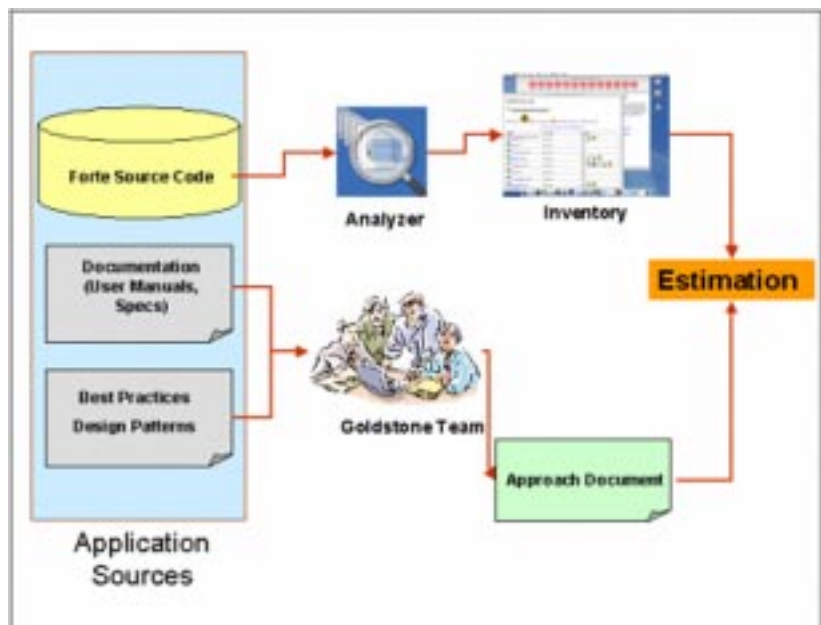 Forte Source Code
Analyzer
Inventory
Documentation
(User Manuals,
Specs)
Estimation
Best Practices
Design Patterns
Goldstone Team
Approach Document
Application
Sources